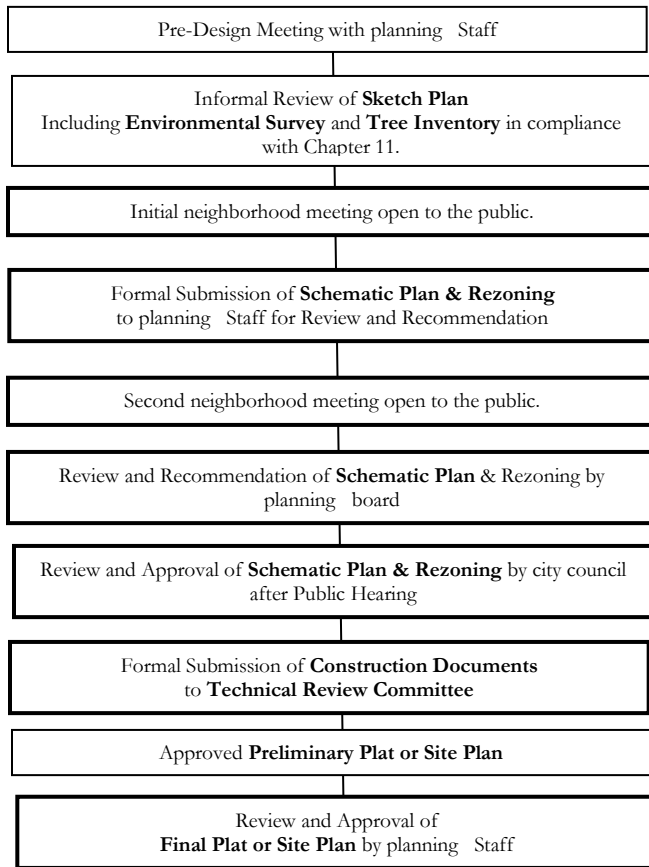 Pre-Design Meeting with planning Staff
Informal Review of Sketch Plan
Including Environmental Survey and Tree Inventory in compliance
with Chapter 11.
Initial neighborhood meeting open to the public.
Formal Submission of Schematic Plan & Rezoning
to planning Staff for Review and Recommendation
Second neighborhood meeting open to the public.
Review and Recommendation of Schematic Plan & Rezoning by
planning board
Review and Approval of Schematic Plan & Rezoning by city council
after Public Hearing
Formal Submission of Construction Documents
to Technical Review Committee
Approved Preliminary Plat or Site Plan
Review and Approval of
Final Plat or Site Plan by planning Staff